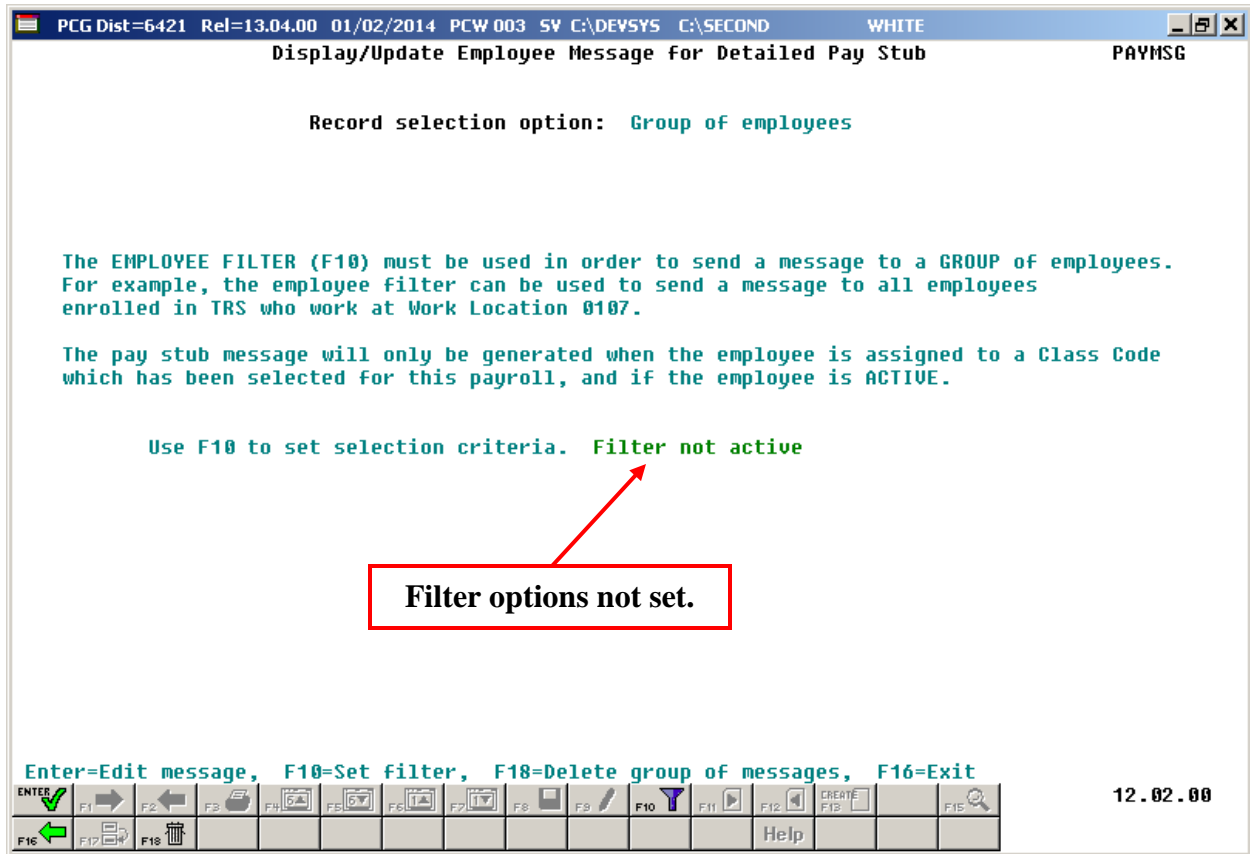 PCG Dist=6421 Rel=13.04.00 01/02/2014 PCW 003 SV C:\DEVSYS C:\SECOND WHITE
Display/Update Employee Message for Detailed Pay Stub PAYMSG
Record selection option: Group of employees
The EMPLOYEE FILTER (F10) must be used in order to send a message to a GROUP of employees.
For example, the employee filter can be used to send a message to all employees
enrolled in TRS who work at Work Location 0107.
The pay stub message will only be generated when the employee is assigned to a Class Code
which has been selected for this payroll, and if the employee is ACTIVE.
Use F10 to set selection criteria. Filter not active
Filter options not set.
Enter=Edit message, F10=Set filter, F18=Delete group of messages, F16=Exit
ENTER F1 F2 F3 F4 F5 F6 F7 F8 F9 F10 F11 F12 CREATE F13 F15 12.02.00
F16 F17 F18 Help